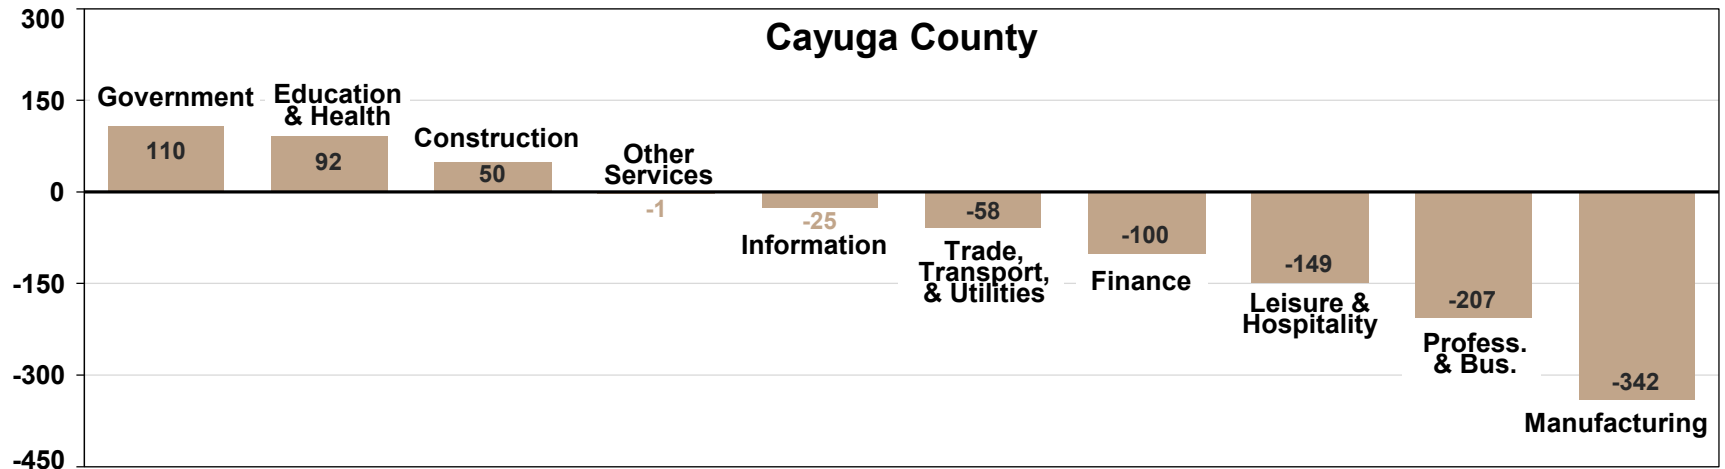 Cayuga County
300
150
0
-150
-300
-450
Government
110
Education
& Health
92
Construction
50
Other
Services
-1
-25
Information
-58
Trade,
Transport,
& Utilities
-100
Finance
-149
Leisure &
Hospitality
-207
Profess.
& Bus.
-342
Manufacturing